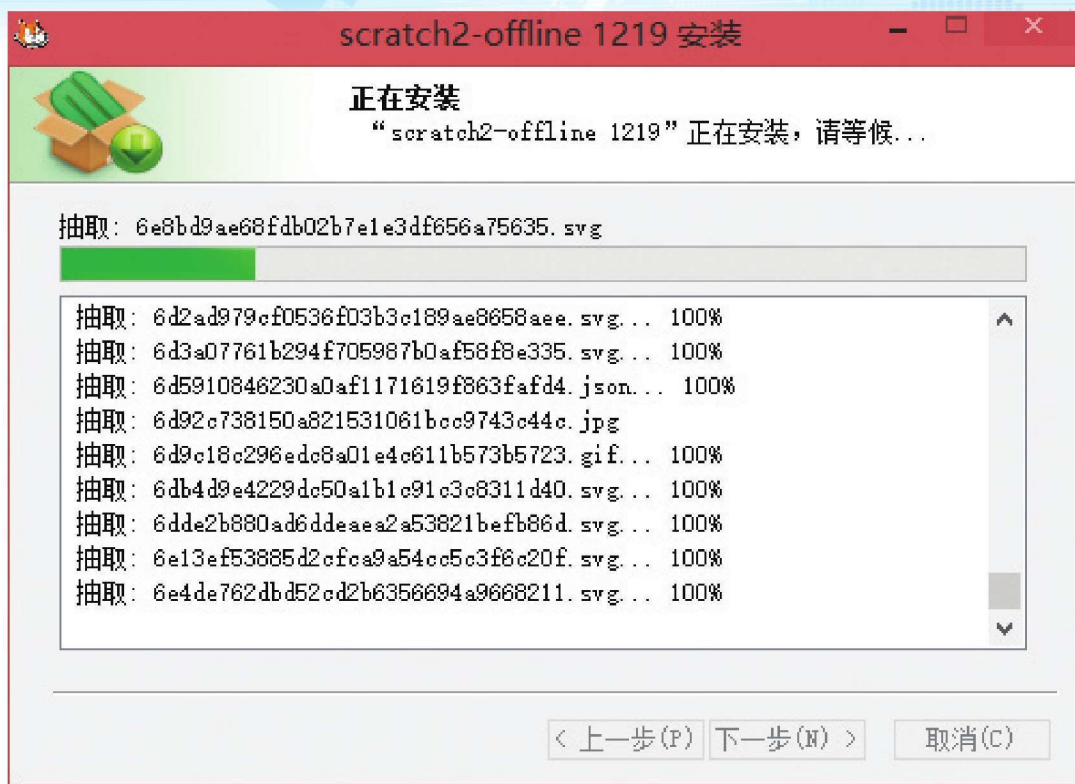 scratch2-offline 1219 安装
正在安装
“scratch2-offline 1219”正在安装，请等候...
抽取: 6e8bd9ae68fdb02b7e1e3df656a75635.svg
抽取: 6d2ad979cf0536f03b3c189ae8658aee.svg... 100%
抽取: 6d3a07761b294f705987b0af58f8e335.svg... 100%
抽取: 6d5910846230a0af1171619f863fafd4.json... 100%
抽取: 6d92c738150a821531061bcc9743c44c.jpg
抽取: 6d9c18c296edc8a01e4c611b573b5723.gif... 100%
抽取: 6db4d9e4229dc50a1b1c91c3c8311d40.svg... 100%
抽取: 6dde2b880ad6ddeaea2a53821befb86d.svg... 100%
抽取: 6e13ef53885d2cfca9a54cc5c3f6c20f.svg... 100%
抽取: 6e4de762dbd52cd2b6356694a9668211.svg... 100%
< 上一步(P) 下一步(N) > 取消(C)